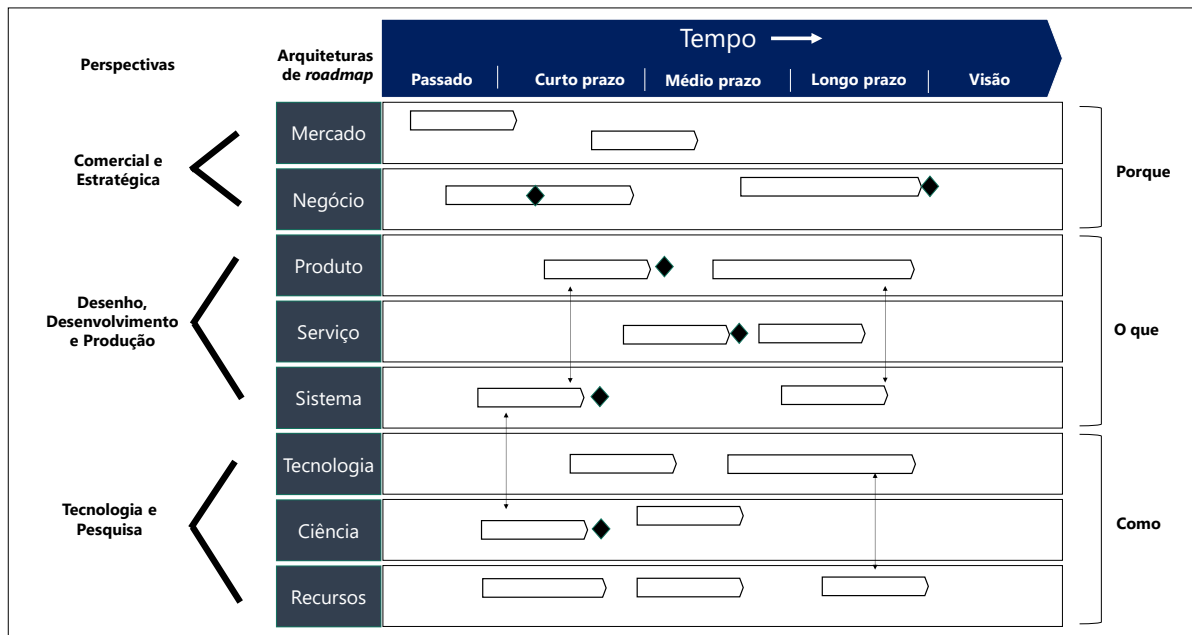 Tempo
Perspectivas
Arquiteturas
de roadmap
Passado
Curto prazo
Médio prazo
Longo prazo
Visão
Comercial e
Estratégica
Mercado
Negócio
Porque
Desenho,
Desenvolvimento
e Produção
Produto
Serviço
Sistema
O que
Tecnologia e
Pesquisa
Tecnologia
Ciência
Recursos
Como